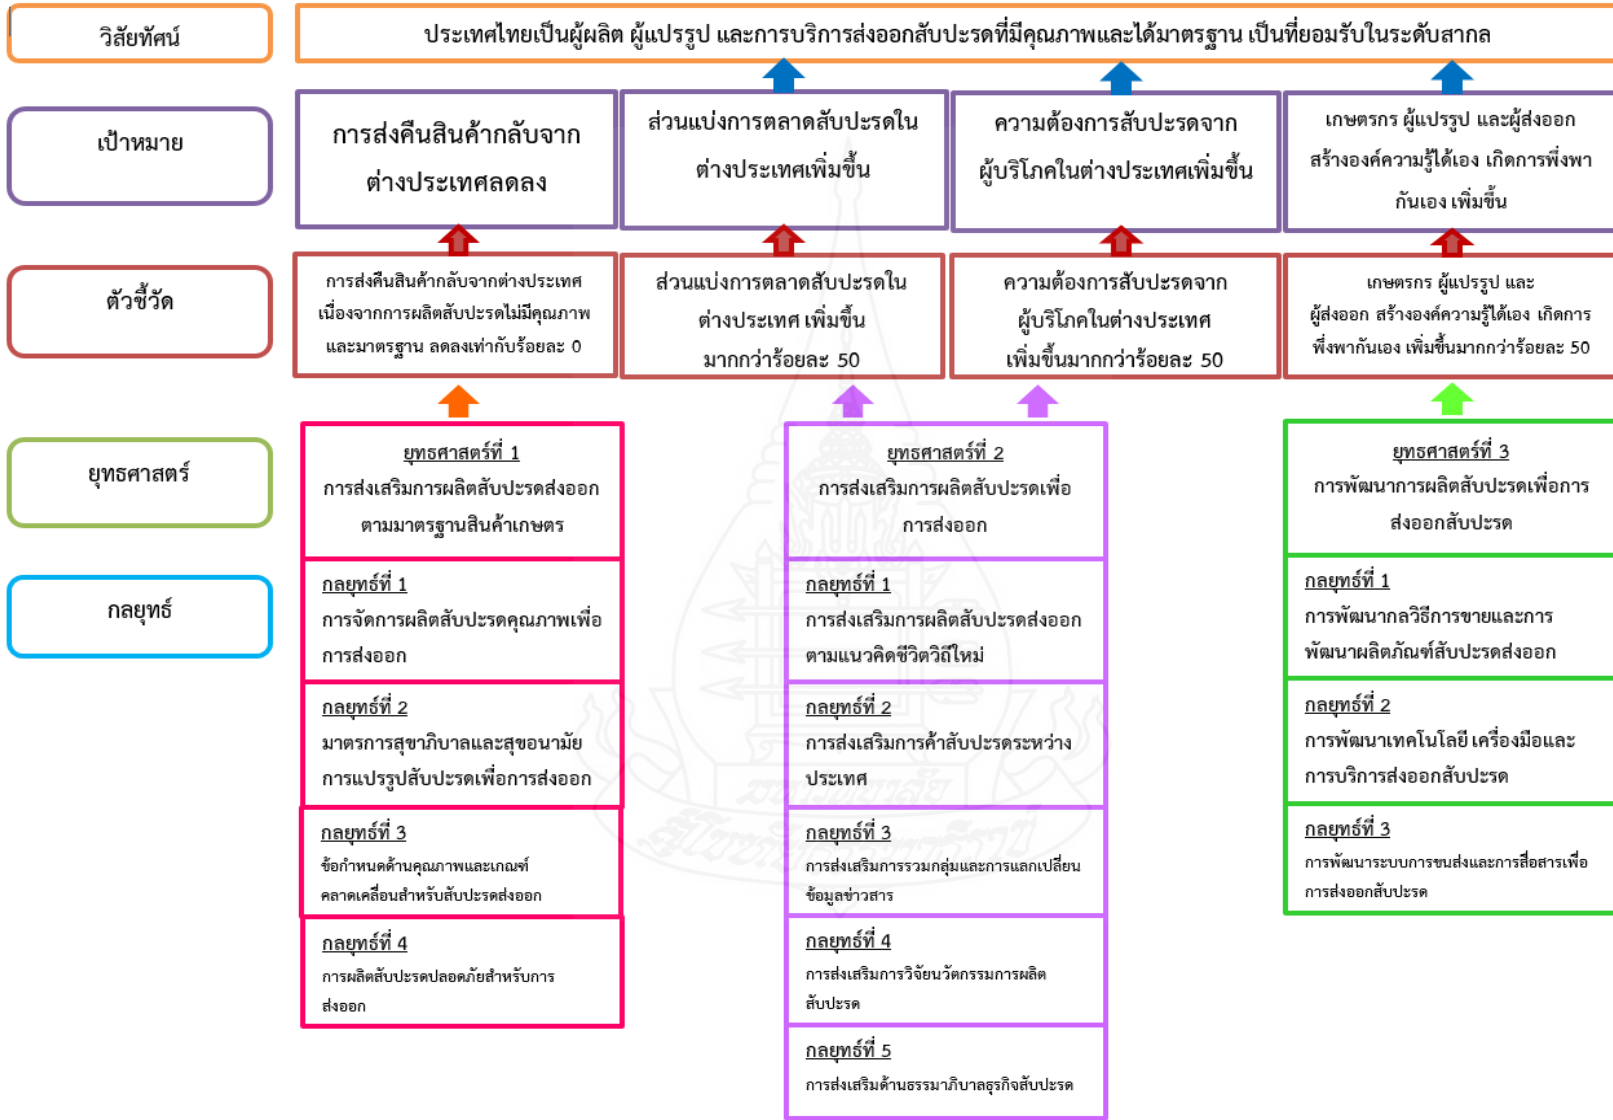 วิสัยทัศน์
ประเทศไทยเป็นผู้ผลิต ผู้แปรรูป และการบริการส่งออกสับปะรดที่มีคุณภาพและได้มาตรฐาน เป็นที่ยอมรับในระดับสากล
เป้าหมาย
การส่งคืนสินค้ากลับจาก
ต่างประเทศลดลง
ส่วนแบ่งการตลาดสับปะรดใน
ต่างประเทศเพิ่มขึ้น
ความต้องการสับปะรดจาก
ผู้บริโภคในต่างประเทศเพิ่มขึ้น
เกษตรกร ผู้แปรรูป และผู้ส่งออก
สร้างองค์ความรู้ได้เอง เกิดการพึ่งพา
กันเอง เพิ่มขึ้น
ตัวชี้วัด
การส่งคืนสินค้ากลับจากต่างประเทศ
เนื่องจากการผลิตสับปะรดไม่มีคุณภาพ
และมาตรฐาน ลดลงเท่ากับร้อยละ 0
ส่วนแบ่งการตลาดสับปะรดใน
ต่างประเทศ เพิ่มขึ้น
มากกว่าร้อยละ 50
ความต้องการสับปะรดจาก
ผู้บริโภคในต่างประเทศ
เพิ่มขึ้นมากกว่าร้อยละ 50
เกษตรกร ผู้แปรรูป และ
ผู้ส่งออก สร้างองค์ความรู้ได้เอง เกิดการ
พึ่งพากันเอง เพิ่มขึ้นมากกว่าร้อยละ 50
ยุทธศาสตร์
ยุทธศาสตร์ที่ 1
การส่งเสริมการผลิตสับปะรดส่งออก
ตามมาตรฐานสินค้าเกษตร
ยุทธศาสตร์ที่ 2
การส่งเสริมการผลิตสับปะรดเพื่อ
การส่งออก
ยุทธศาสตร์ที่ 3
การพัฒนาการผลิตสับปะรดเพื่อการ
ส่งออกสับปะรด
กลยุทธ์
กลยุทธ์ที่ 1
การจัดการผลิตสับปะรดคุณภาพเพื่อ
การส่งออก
กลยุทธ์ที่ 2
มาตรการสุขาภิบาลและสุขอนามัย
การแปรรูปสับปะรดเพื่อการส่งออก
กลยุทธ์ที่ 3
ข้อกำหนดด้านคุณภาพและเกณฑ์
คลาดเคลื่อนสำหรับสับปะรดส่งออก
กลยุทธ์ที่ 4
การผลิตสับปะรดปลอดภัยสำหรับการ
ส่งออก
กลยุทธ์ที่ 1
การส่งเสริมการผลิตสับปะรดส่งออก
ตามแนวคิดชีวิตวิถีใหม่
กลยุทธ์ที่ 2
การส่งเสริมการค้าสับปะรดระหว่าง
ประเทศ
กลยุทธ์ที่ 3
การส่งเสริมการรวมกลุ่มและการแลกเปลี่ยน
ข้อมูลข่าวสาร
กลยุทธ์ที่ 4
การส่งเสริมการวิจัยนวัตกรรมการผลิต
สับปะรด
กลยุทธ์ที่ 5
การส่งเสริมด้านธรรมาภิบาลธุรกิจสับปะรด
กลยุทธ์ที่ 1
การพัฒนากลวิธีการขายและการ
พัฒนาผลิตภัณฑ์สับปะรดส่งออก
กลยุทธ์ที่ 2
การพัฒนาเทคโนโลยี เครื่องมือและ
การบริการส่งออกสับปะรด
กลยุทธ์ที่ 3
การพัฒนาระบบการขนส่งและการสื่อสารเพื่อ
การส่งออกสับปะรด
มหาวิทยาลัย
สุโขทัยธรรมาธิราช